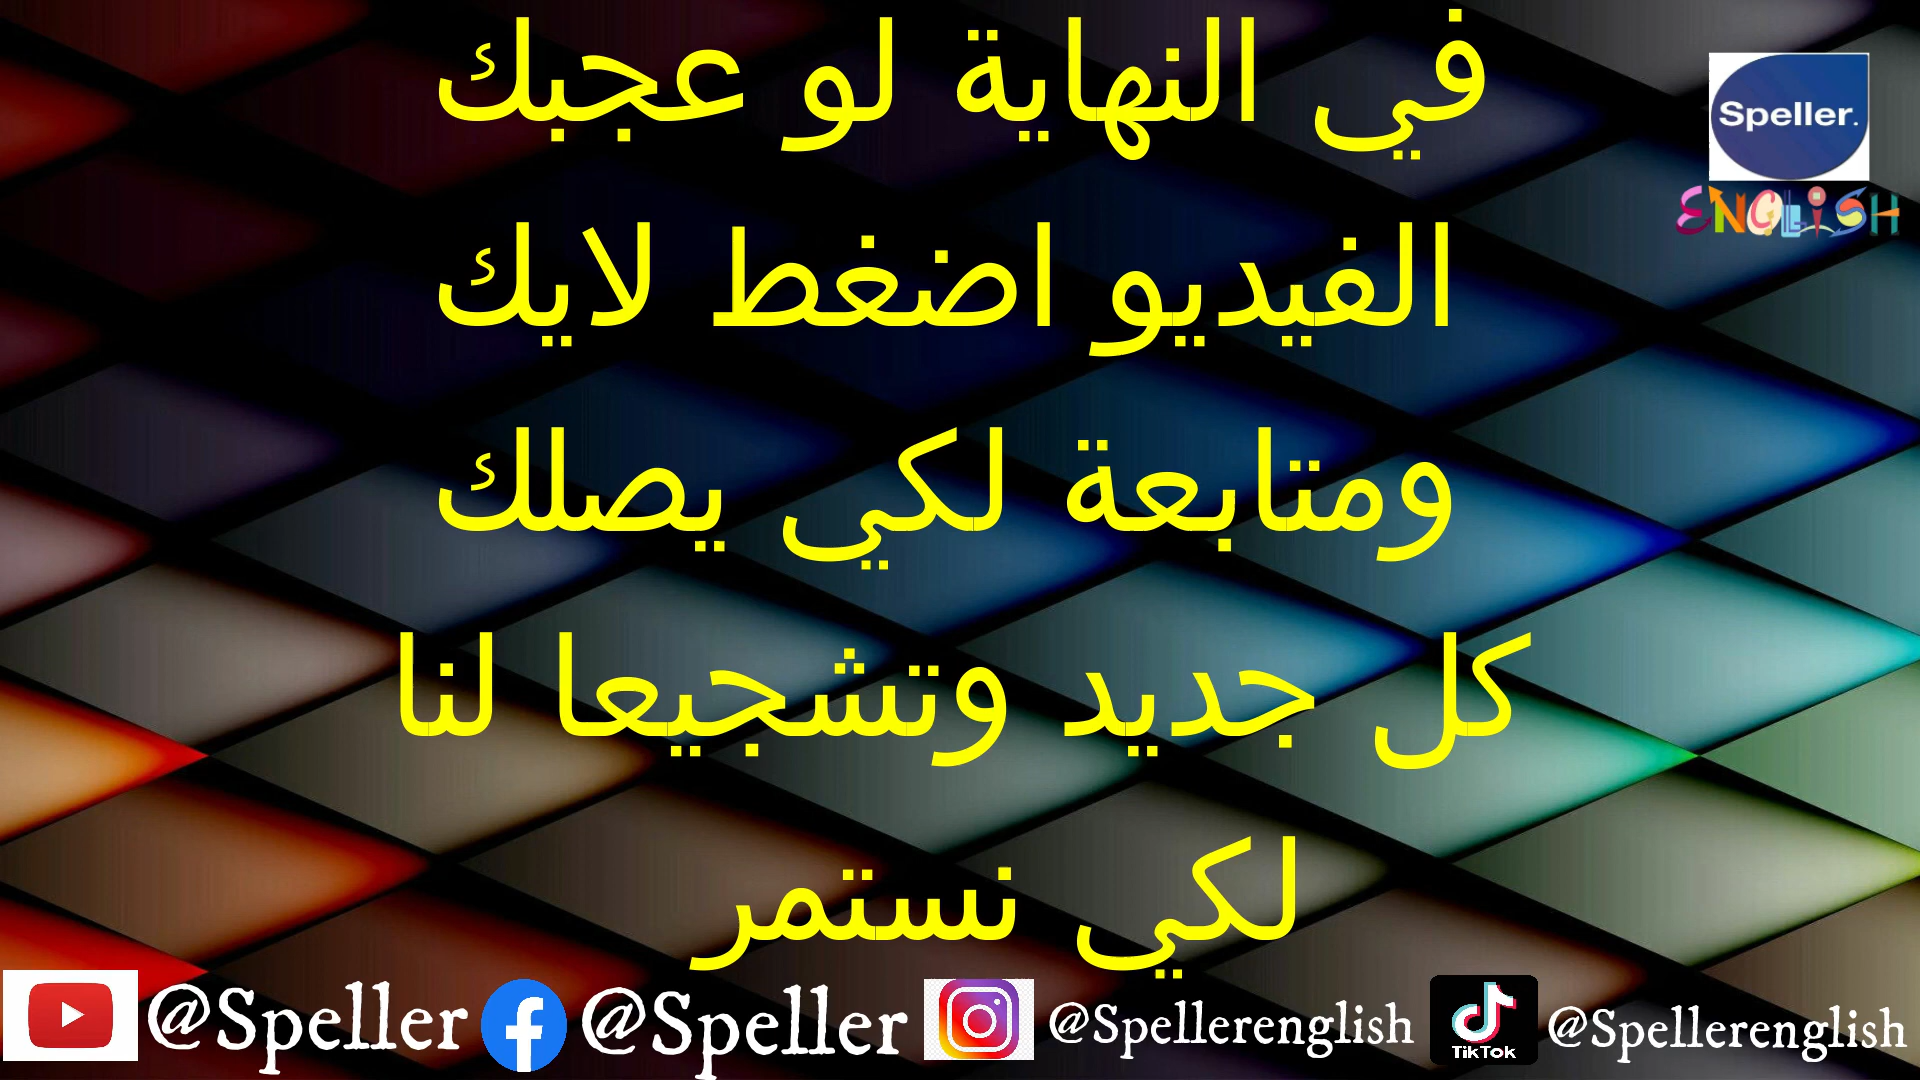 في النهاية لو عجبك
الفيديو اضغط لايك
ومتابعة لكي يصلك
كل جديد وتشجيعا لنا
لكي نستمر
Speller.
ENGLISH
@Speller
@Speller
@Spellerenglish
TikTok
@Spellerenglish